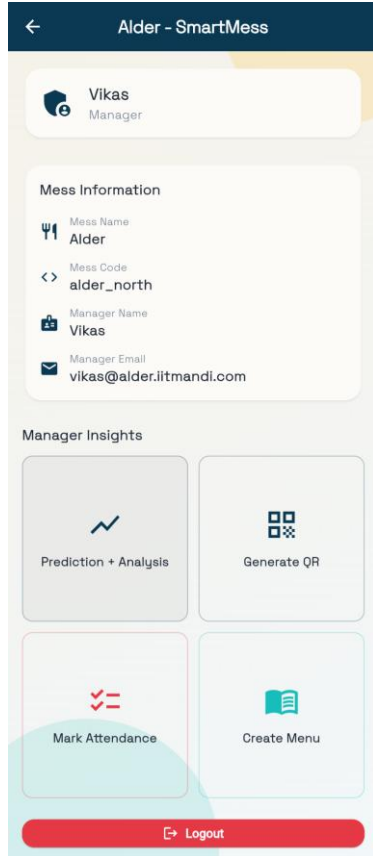 Alder - SmartMess
Vikas
Manager
Mess Information
Mess Name
Alder
Mess Code
alder_north
Manager Name
Vikas
Manager Email
vikas@alder.iitmandi.com
Manager Insights
Prediction + Analysis
Generate QR
Mark Attendance
Create Menu
Logout